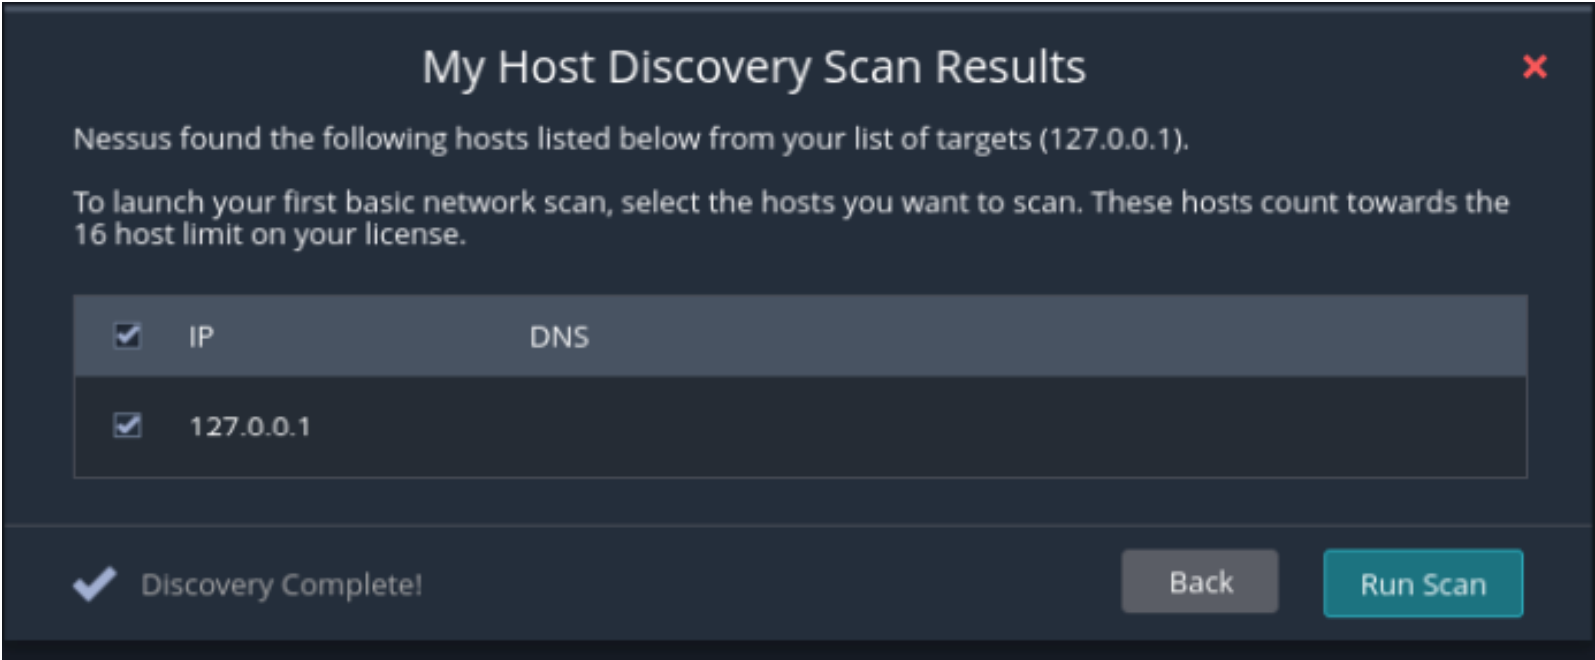 My Host Discovery Scan Results
Nessus found the following hosts listed below from your list of targets (127.0.0.1).
To launch your first basic network scan, select the hosts you want to scan. These hosts count towards the
16 host limit on your license.
IP DNS
127.0.0.1
Discovery Complete!
Back
Run Scan